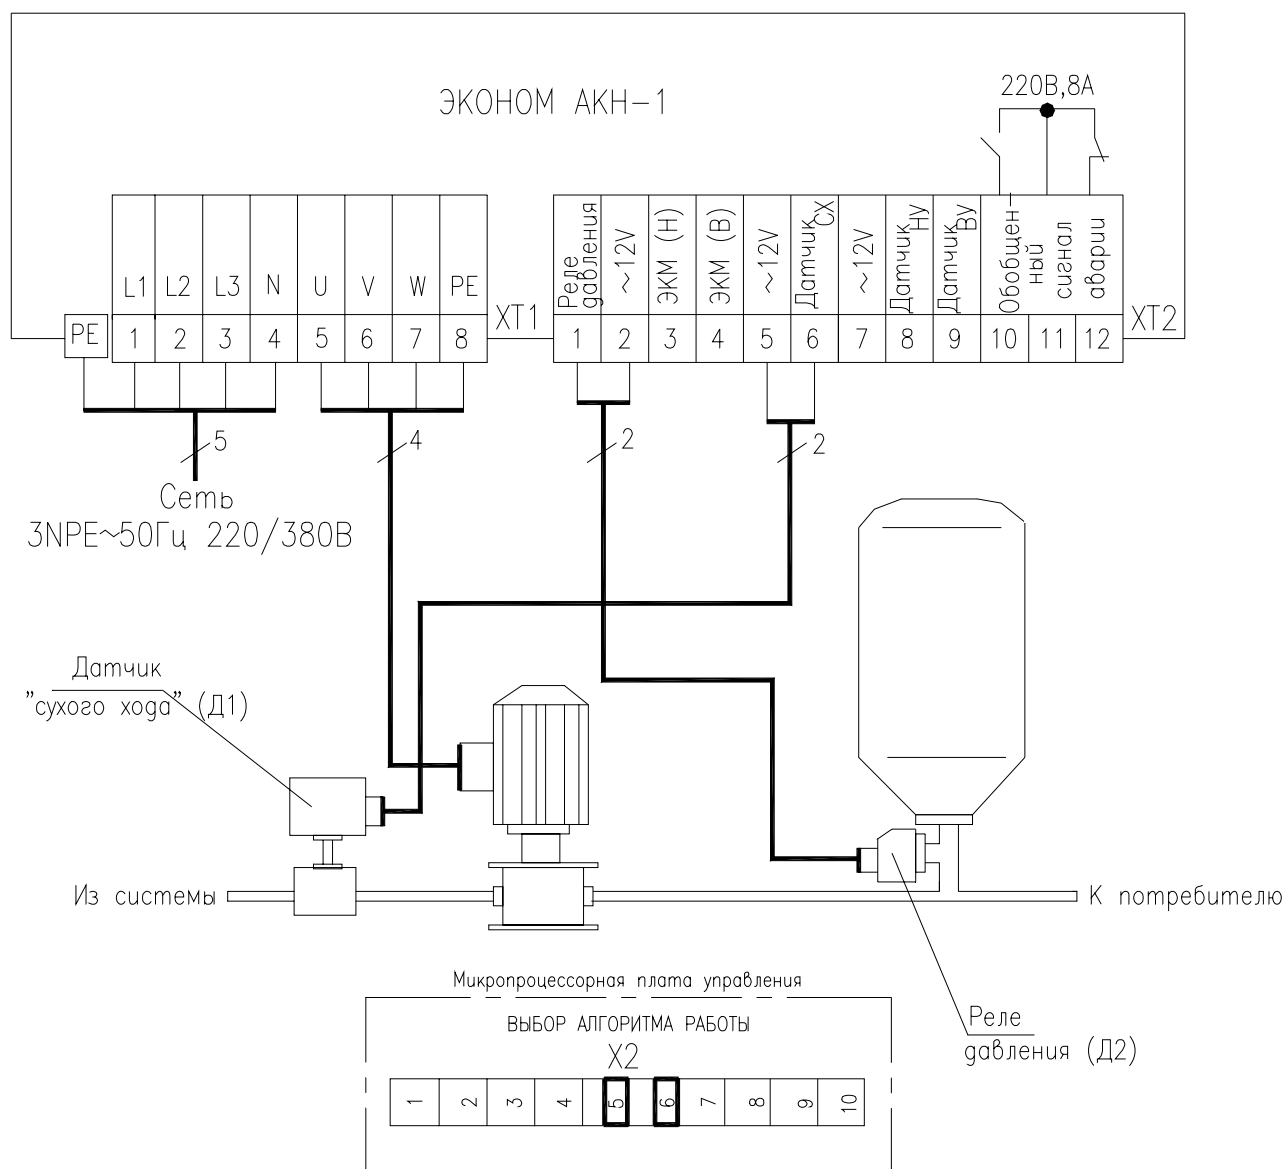 ЭКОНОМ АКН-1
220В,8А
L1 L2 L3 N U V W PE
Реле
давления
~12V
ЭКМ (Н)
ЭКМ (В)
~12V
Датчик
СХ
~12V
Датчик
НУ
Датчик
ВУ
Обобщен-
ный
сигнал
аварии
PE 1 2 3 4 5 6 7 8 XT1
1 2 3 4 5 6 7 8 9 10 11 12 XT2
5 4 2 2
Сеть
3NPE~50Гц 220/380В
Датчик
"сухого хода" (Д1)
Из системы
К потребителю
Реле
давления (Д2)
Микропроцессорная плата управления
ВЫБОР АЛГОРИТМА РАБОТЫ
X2
1 2 3 4 5 6 7 8 9 10